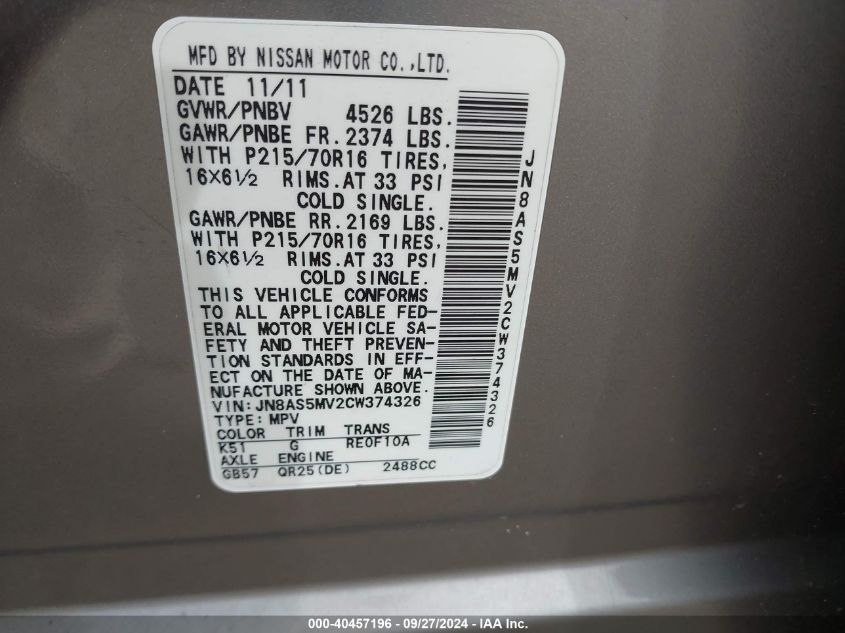 MFD BY NISSAN MOTOR CO.,LTD.
DATE 11/11
GVWR/PNBV 4526 LBS.
GAWR/PNBE FR. 2374 LBS.
WITH P215/70R16 TIRES,
16X6½ RIMS. AT 33 PSI
COLD SINGLE.
GAWR/PNBE RR. 2169 LBS.
WITH P215/70R16 TIRES,
16X6½ RIMS. AT 33 PSI
COLD SINGLE.
THIS VEHICLE CONFORMS
TO ALL APPLICABLE FED-
ERAL MOTOR VEHICLE SA-
FETY AND THEFT PREVEN-
TION STANDARDS IN EFF-
ECT ON THE DATE OF MA-
NUFACTURE SHOWN ABOVE.
VIN: JN8AS5MV2CW374326
TYPE: MPV
COLOR TRIM TRANS
K51 G RE0F10A
AXLE ENGINE
GB57 QR25(DE) 2488CC
JN8AS5MV2CW374326
000-40457196 - 09/27/2024 - IAA Inc.